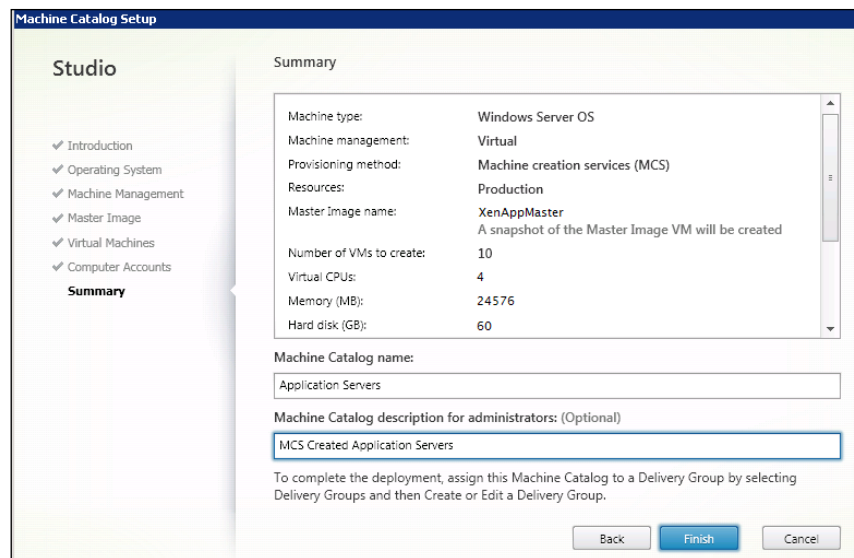 Machine Catalog Setup
Studio
Introduction
Operating System
Machine Management
Master Image
Virtual Machines
Computer Accounts
Summary
Summary
Machine type: Windows Server OS
Machine management: Virtual
Provisioning method: Machine creation services (MCS)
Resources: Production
Master Image name: XenAppMaster
A snapshot of the Master Image VM will be created
Number of VMs to create: 10
Virtual CPUs: 4
Memory (MB): 24576
Hard disk (GB): 60
Machine Catalog name:
Application Servers
Machine Catalog description for administrators: (Optional)
MCS Created Application Servers
To complete the deployment, assign this Machine Catalog to a Delivery Group by selecting
Delivery Groups and then Create or Edit a Delivery Group.
Back Finish Cancel